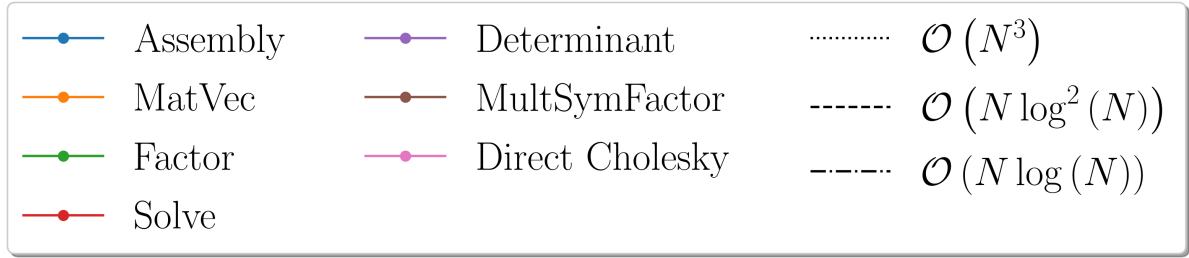 Assembly
MatVec
Factor
Solve
Determinant
MultSymFactor
Direct Cholesky
𝒪 (N³)
𝒪 (N log² (N))
𝒪 (N log (N))